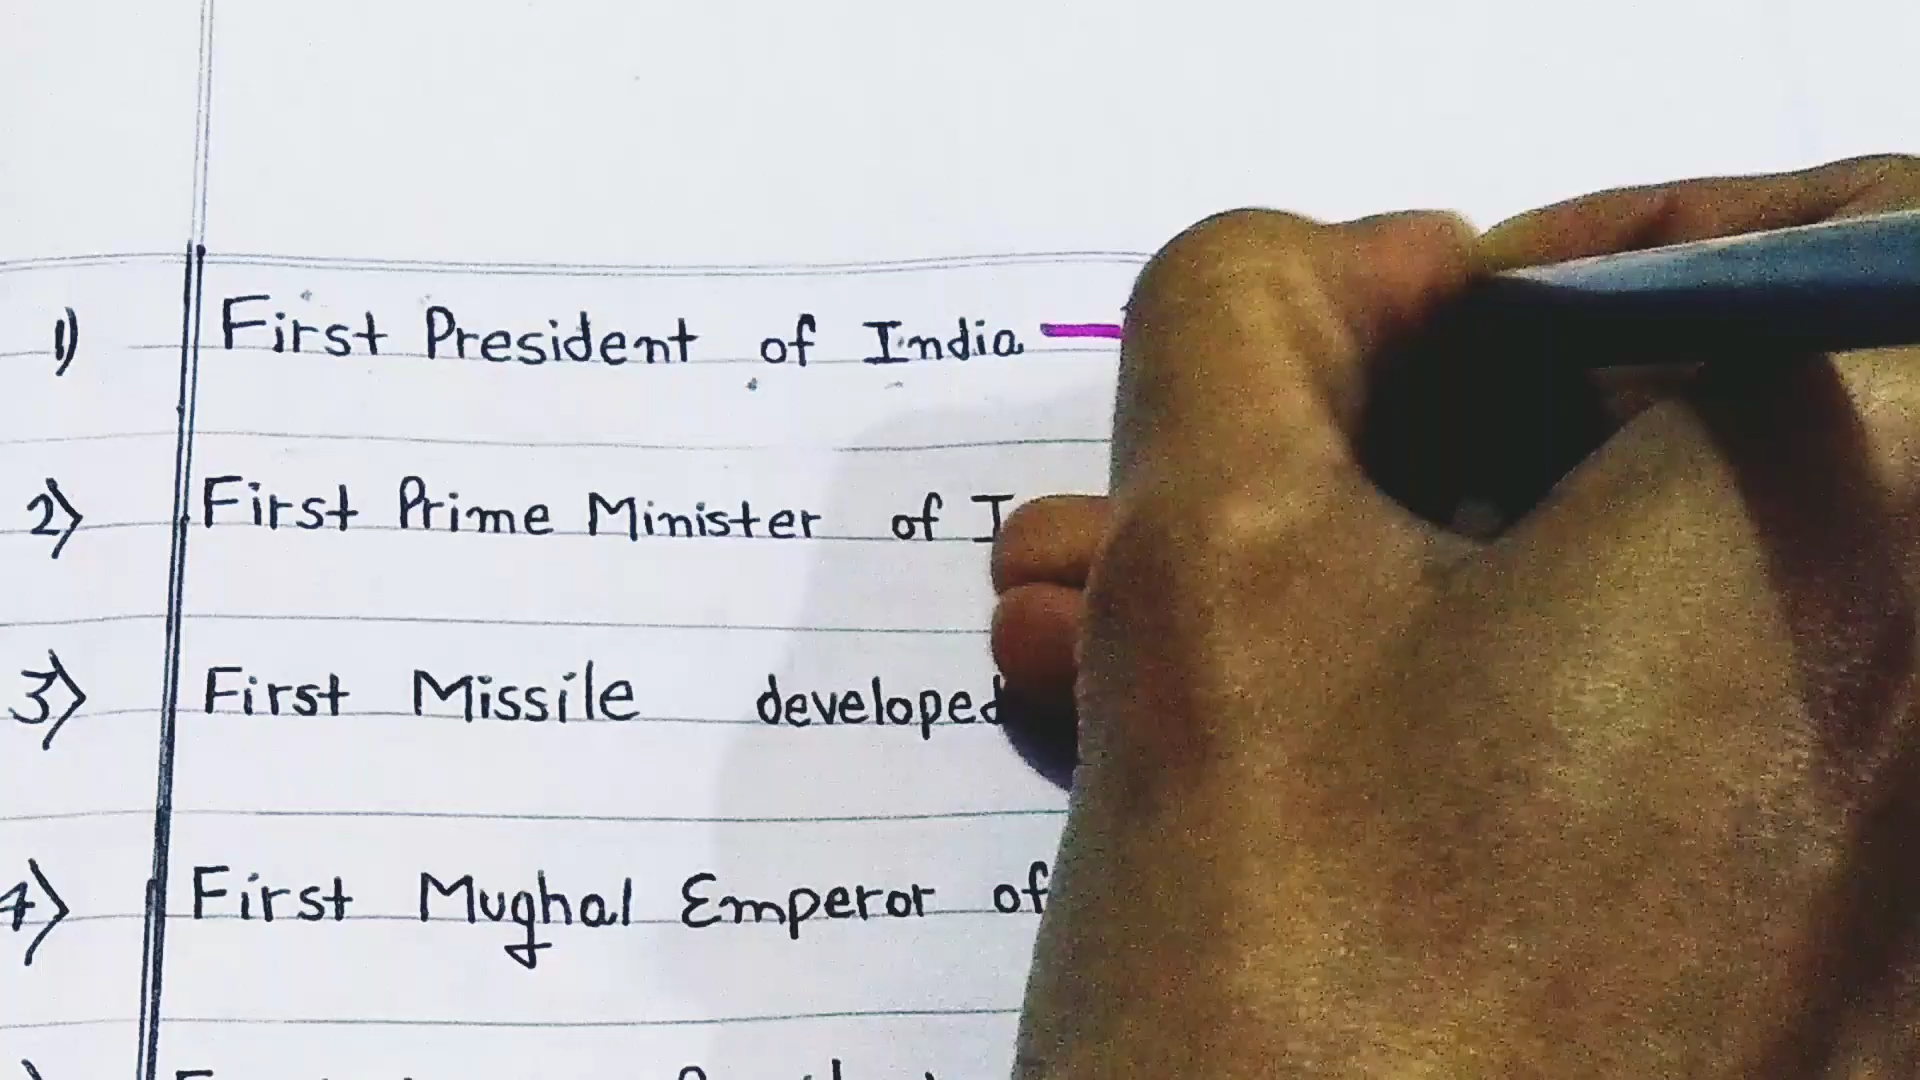 1) First President of India —
2) First Prime Minister of I
3) First Missile developed
4) First Mughal Emperor of